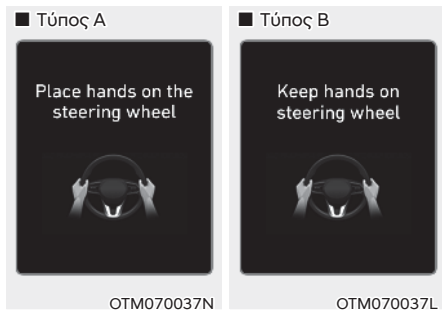 ■ Τύπος A
Place hands on the
steering wheel
OTM070037N
■ Τύπος B
Keep hands on
steering wheel
OTM070037L